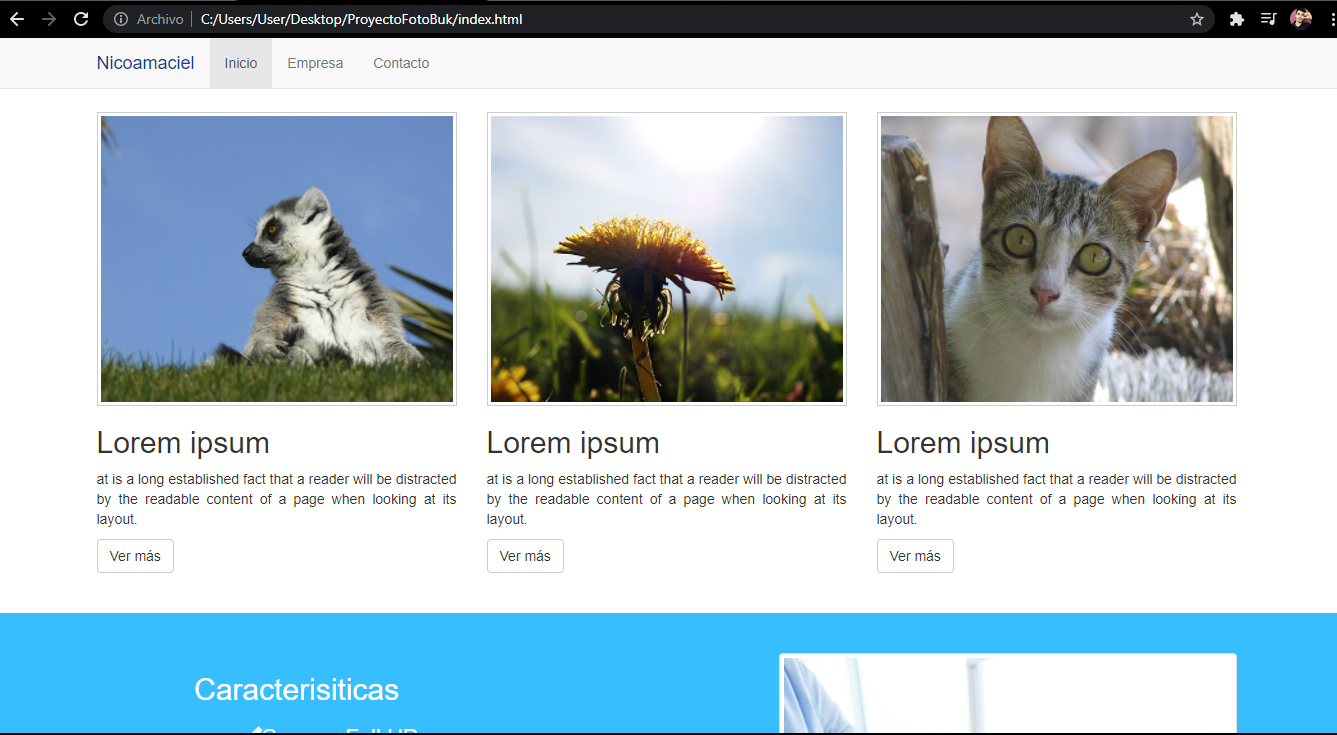 Archivo C:/Users/User/Desktop/ProyectoFotoBuk/index.html
Nicoamaciel Inicio Empresa Contacto
Lorem ipsum
at is a long established fact that a reader will be distracted
by the readable content of a page when looking at its
layout.
Ver más
Lorem ipsum
at is a long established fact that a reader will be distracted
by the readable content of a page when looking at its
layout.
Ver más
Lorem ipsum
at is a long established fact that a reader will be distracted
by the readable content of a page when looking at its
layout.
Ver más
Caracterisiticas